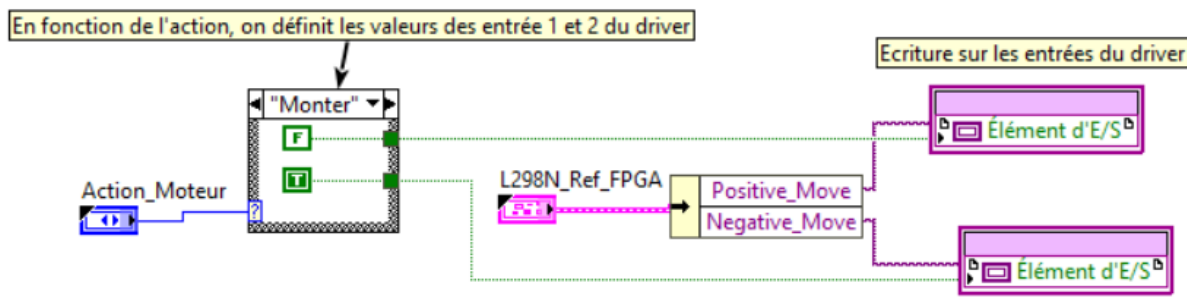 En fonction de l'action, on définit les valeurs des entrée 1 et 2 du driver
Ecriture sur les entrées du driver
"Monter"
F
Élément d'E/S
T
Action_Moteur
L298N_Ref_FPGA
Positive_Move
?
Negative_Move
Élément d'E/S